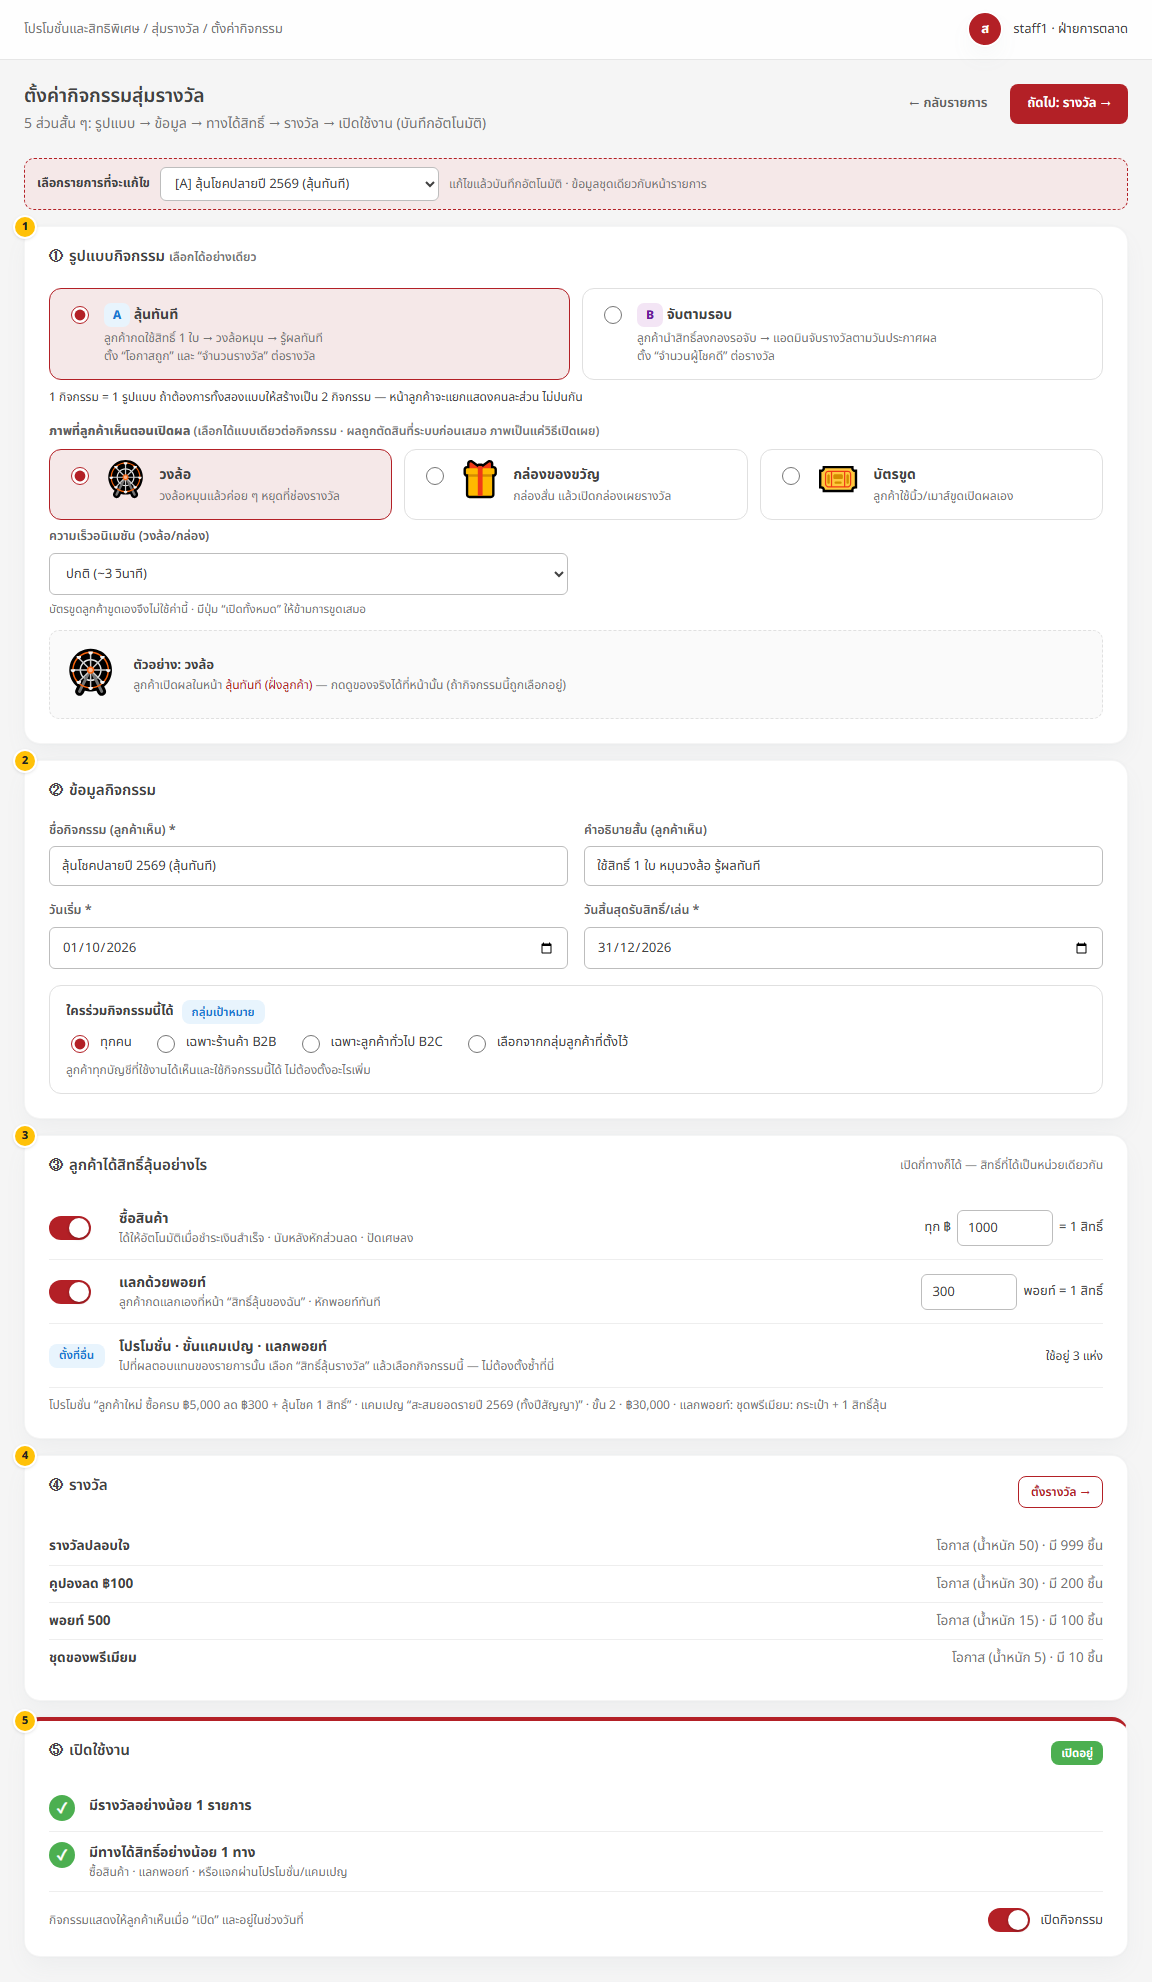 โปรโมชั่นและสิทธิพิเศษ / สุ่มรางวัล / ตั้งค่ากิจกรรม
ส
staff1 · ฝ่ายการตลาด
ตั้งค่ากิจกรรมสุ่มรางวัล
5 ส่วนสั้น ๆ: รูปแบบ → ข้อมูล → ทางได้สิทธิ์ → รางวัล → เปิดใช้งาน (บันทึกอัตโนมัติ)
← กลับรายการ
ถัดไป: รางวัล →
เลือกรายการที่จะแก้ไข
[A] ลุ้นโชคปลายปี 2569 (ลุ้นทันที)
แก้ไขแล้วบันทึกอัตโนมัติ · ข้อมูลชุดเดียวกับหน้ารายการ
1
① รูปแบบกิจกรรม เลือกได้อย่างเดียว
A ลุ้นทันที
ลูกค้ากดใช้สิทธิ์ 1 ใบ → วงล้อหมุน → รู้ผลทันที
ตั้ง “โอกาสถูก” และ “จำนวนรางวัล” ต่อรางวัล
B จับตามรอบ
ลูกค้านำสิทธิ์ลงกองรอจับ → แอดมินจับรางวัลตามวันประกาศผล
ตั้ง “จำนวนผู้โชคดี” ต่อรางวัล
1 กิจกรรม = 1 รูปแบบ ถ้าต้องการทั้งสองแบบให้สร้างเป็น 2 กิจกรรม — หน้าลูกค้าจะแยกแสดงคนละส่วน ไม่ปนกัน
ภาพที่ลูกค้าเห็นตอนเปิดผล (เลือกได้แบบเดียวต่อกิจกรรม · ผลถูกตัดสินที่ระบบก่อนเสมอ ภาพเป็นแค่วิธีเปิดเผย)
วงล้อ
วงล้อหมุนแล้วค่อย ๆ หยุดที่ช่องรางวัล
กล่องของขวัญ
กล่องสั่น แล้วเปิดกล่องเผยรางวัล
บัตรขูด
ลูกค้าใช้นิ้ว/เมาส์ขูดเปิดผลเอง
ความเร็วอนิเมชัน (วงล้อ/กล่อง)
ปกติ (~3 วินาที)
บัตรขูดลูกค้าขูดเองจึงไม่ใช้ค่านี้ · มีปุ่ม “เปิดทั้งหมด” ให้ข้ามการขูดเสมอ
ตัวอย่าง: วงล้อ
ลูกค้าเปิดผลในหน้า ลุ้นทันที (ฝั่งลูกค้า) — กดดูของจริงได้ที่หน้านั้น (ถ้ากิจกรรมนี้ถูกเลือกอยู่)
2
② ข้อมูลกิจกรรม
ชื่อกิจกรรม (ลูกค้าเห็น) *
คำอธิบายสั้น (ลูกค้าเห็น)
ลุ้นโชคปลายปี 2569 (ลุ้นทันที)
ใช้สิทธิ์ 1 ใบ หมุนวงล้อ รู้ผลทันที
วันเริ่ม *
วันสิ้นสุดรับสิทธิ์/เล่น *
01/10/2026
31/12/2026
ใครร่วมกิจกรรมนี้ได้ กลุ่มเป้าหมาย
ทุกคน
เฉพาะร้านค้า B2B
เฉพาะลูกค้าทั่วไป B2C
เลือกจากกลุ่มลูกค้าที่ตั้งไว้
ลูกค้าทุกบัญชีที่ใช้งานได้เห็นและใช้กิจกรรมนี้ได้ ไม่ต้องตั้งอะไรเพิ่ม
3
③ ลูกค้าได้สิทธิ์ลุ้นอย่างไร
เปิดกี่ทางก็ได้ — สิทธิ์ที่ได้เป็นหน่วยเดียวกัน
ซื้อสินค้า
ได้ให้อัตโนมัติเมื่อชำระเงินสำเร็จ · นับหลังหักส่วนลด · ปัดเศษลง
ทุก ฿ 1000 = 1 สิทธิ์
แลกด้วยพอยท์
ลูกค้ากดแลกเองที่หน้า “สิทธิ์ลุ้นของฉัน” · หักพอยท์ทันที
300 พอยท์ = 1 สิทธิ์
ตั้งที่อื่น
โปรโมชั่น · ขั้นแคมเปญ · แลกพอยท์
ไปที่ผลตอบแทนของรายการนั้น เลือก “สิทธิ์ลุ้นรางวัล” แล้วเลือกกิจกรรมนี้ — ไม่ต้องตั้งซ้ำที่นี่
ใช้อยู่ 3 แห่ง
โปรโมชั่น “ลูกค้าใหม่ ซื้อครบ ฿5,000 ลด ฿300 + ลุ้นโชค 1 สิทธิ์” · แคมเปญ “สะสมยอดรายปี 2569 (ทั้งปีสัญญา)” · ขั้น 2 · ฿30,000 · แลกพอยท์: ชุดพรีเมียม: กระเป๋า + 1 สิทธิ์ลุ้น
4
④ รางวัล
ตั้งรางวัล →
รางวัลปลอบใจ
โอกาส (น้ำหนัก 50) · มี 999 ชิ้น
คูปองลด ฿100
โอกาส (น้ำหนัก 30) · มี 200 ชิ้น
พอยท์ 500
โอกาส (น้ำหนัก 15) · มี 100 ชิ้น
ชุดของพรีเมียม
โอกาส (น้ำหนัก 5) · มี 10 ชิ้น
5
⑤ เปิดใช้งาน
เปิดอยู่
มีรางวัลอย่างน้อย 1 รายการ
มีทางได้สิทธิ์อย่างน้อย 1 ทาง
ซื้อสินค้า · แลกพอยท์ · หรือแจกผ่านโปรโมชั่น/แคมเปญ
กิจกรรมแสดงให้ลูกค้าเห็นเมื่อ “เปิด” และอยู่ในช่วงวันที่
เปิดกิจกรรม